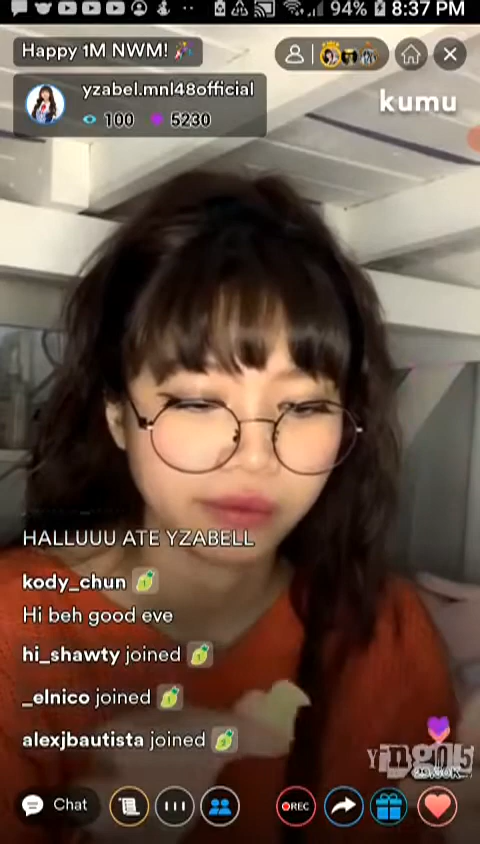 94% 8:37 PM
Happy 1M NWM!
yzabel.mnl48official
100 5230
kumu
HALLUUU ATE YZABELL
kody_chun
Hi beh good eve
hi_shawty joined
_elnico joined
alexjbautista joined
Chat
REC